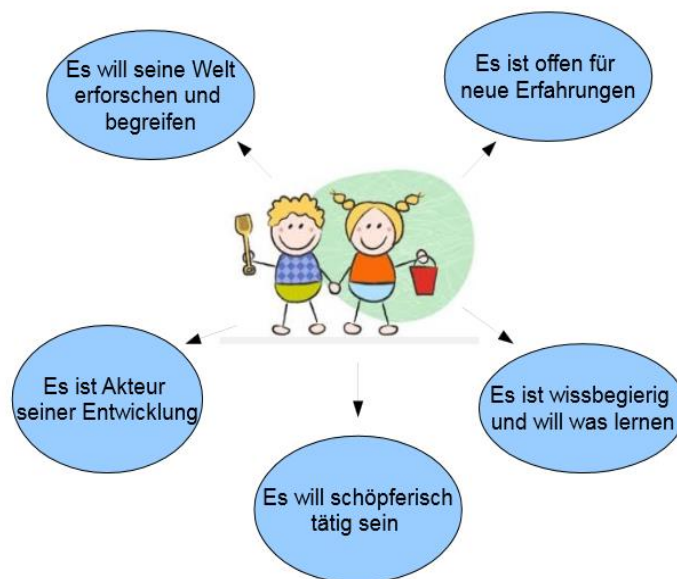 Es will seine Welt
erforschen und
begreifen
Es ist offen für
neue Erfahrungen
Es ist Akteur
seiner Entwicklung
Es ist wissbegierig
und will was lernen
Es will schöpferisch
tätig sein